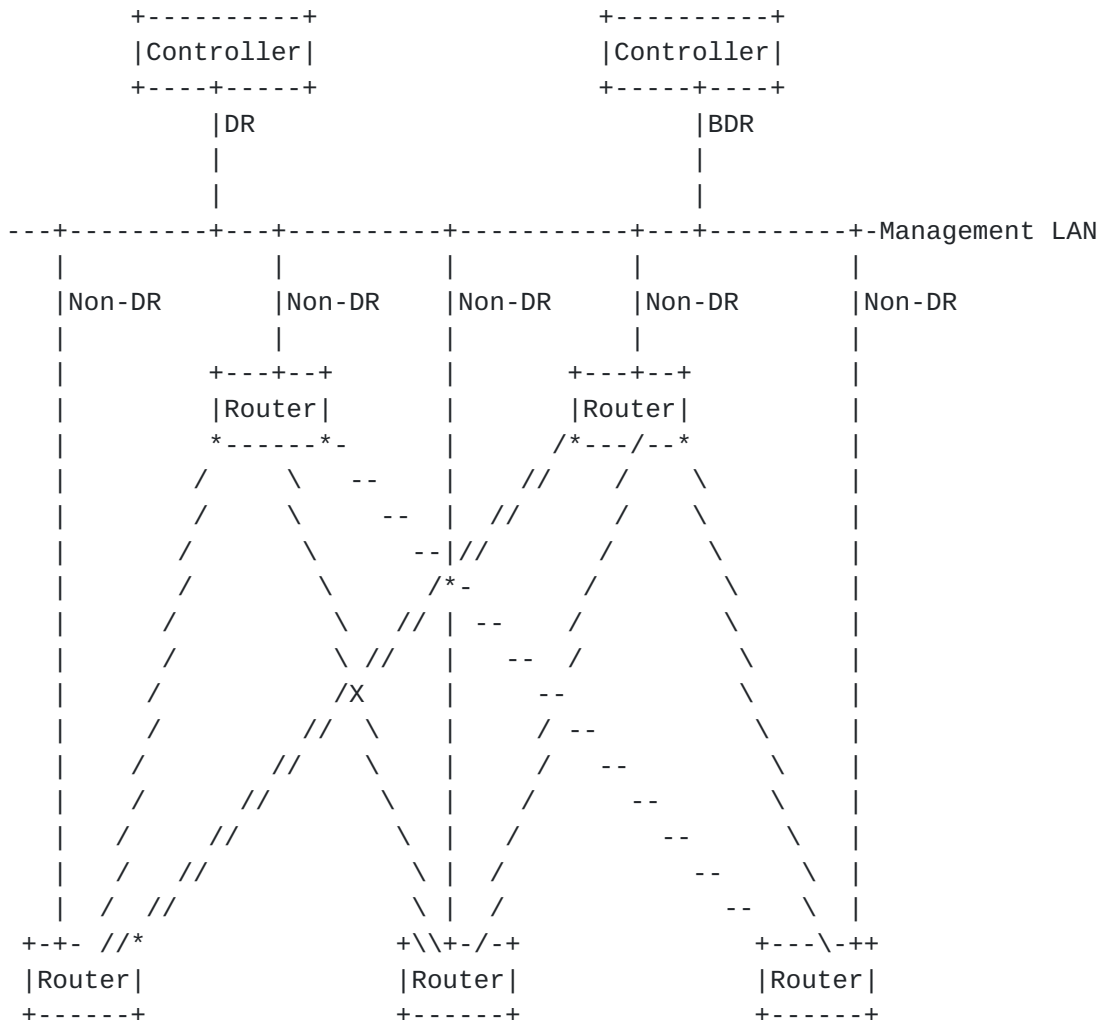 Controller Controller
DR BDR
Management LAN
Non-DR Non-DR Non-DR Non-DR Non-DR
Router Router
X
Router Router Router